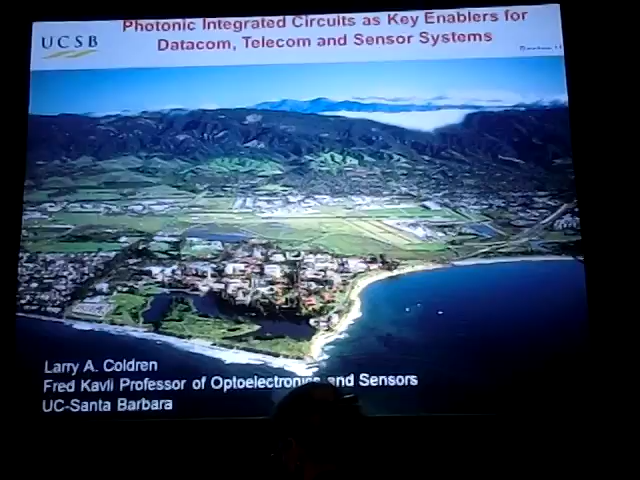 Photonic Integrated Circuits as Key Enablers for
Datacom, Telecom and Sensor Systems
UCSB
Larry A. Coldren
Fred Kavli Professor of Optoelectronics and Sensors
UC-Santa Barbara